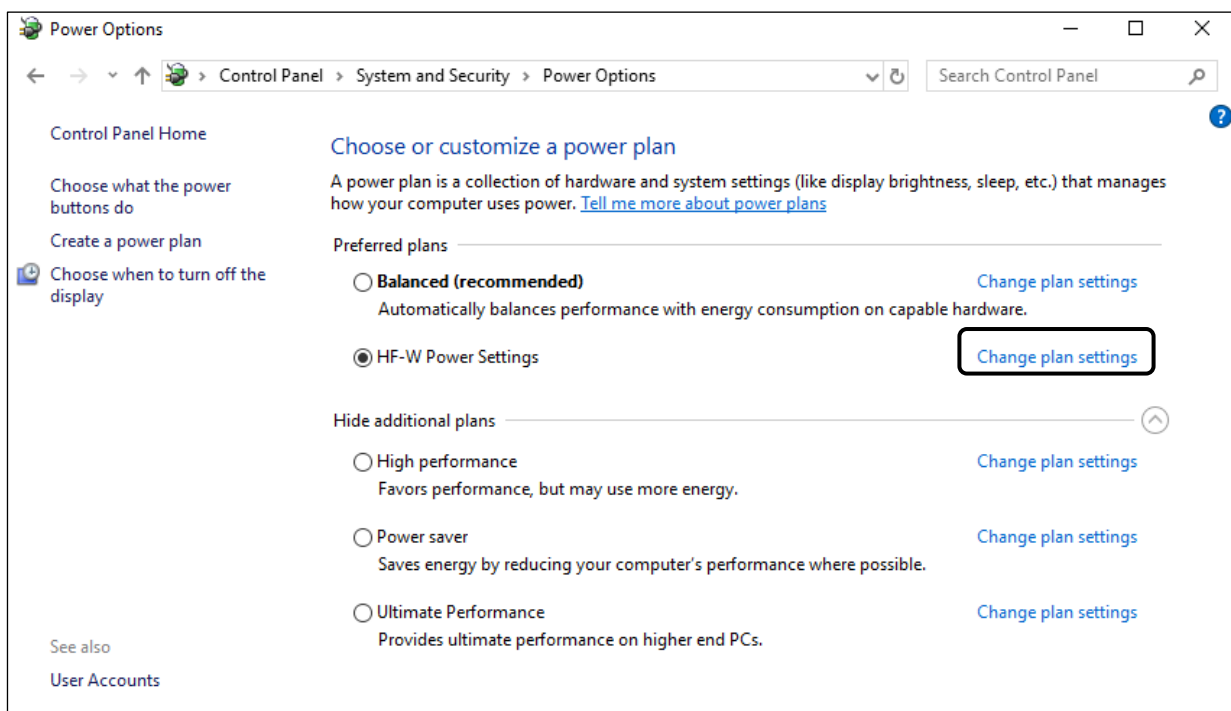 Power Options
Control Panel > System and Security > Power Options
Search Control Panel
?
Control Panel Home
Choose what the power
buttons do
Create a power plan
Choose when to turn off the
display
Choose or customize a power plan
A power plan is a collection of hardware and system settings (like display brightness, sleep, etc.) that manages
how your computer uses power. Tell me more about power plans
Preferred plans
Balanced (recommended) Change plan settings
Automatically balances performance with energy consumption on capable hardware.
HF-W Power Settings Change plan settings
Hide additional plans
High performance Change plan settings
Favors performance, but may use more energy.
Power saver Change plan settings
Saves energy by reducing your computer's performance where possible.
Ultimate Performance Change plan settings
Provides ultimate performance on higher end PCs.
See also
User Accounts